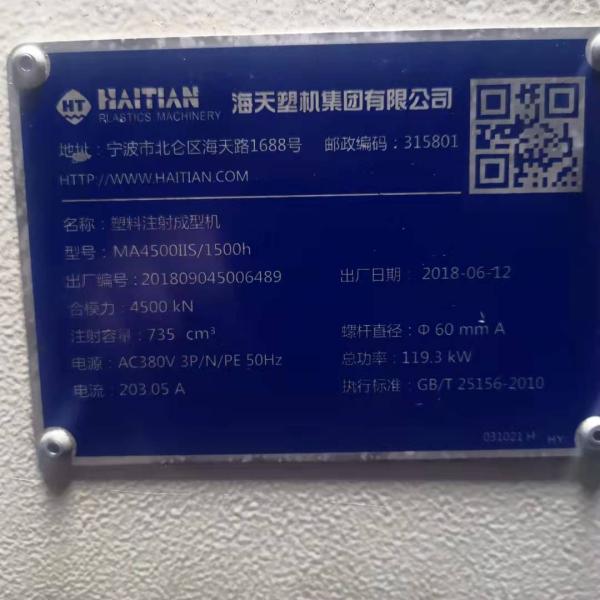 HT HAITIAN PLASTICS MACHINERY 海天塑机集团有限公司
地址：宁波市北仑区海天路1688号 邮政编码：315801
HTTP://WWW.HAITIAN.COM
名称：塑料注射成型机
型号：MA4500IIS/1500h
出厂编号：201809045006489 出厂日期：2018-06-12
合模力：4500 kN
注射容量：735 cm³ 螺杆直径：Φ 60 mm A
电源：AC380V 3P/N/PE 50Hz 总功率：119.3 kW
电流：203.05 A 执行标准：GB/T 25156-2010
031021 H HY